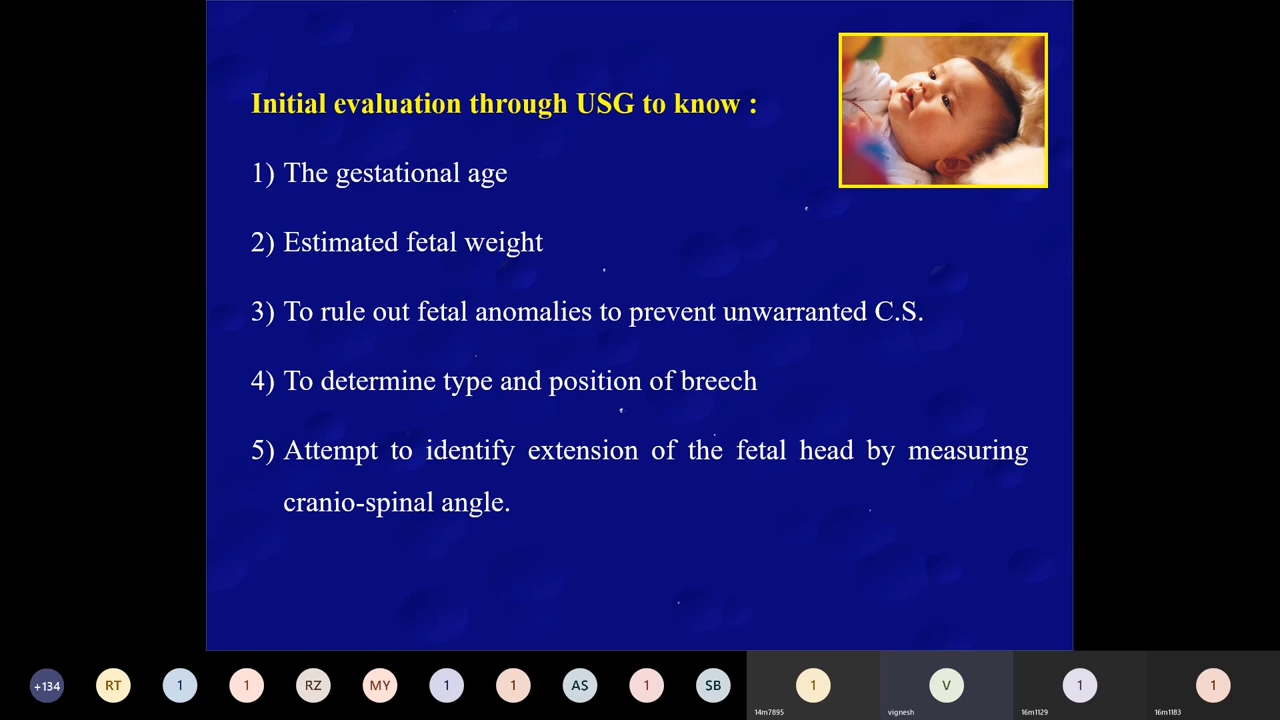 Initial evaluation through USG to know :
1) The gestational age
2) Estimated fetal weight
3) To rule out fetal anomalies to prevent unwarranted C.S.
4) To determine type and position of breech
5) Attempt to identify extension of the fetal head by measuring
cranio-spinal angle.
+134 RT 1 1 RZ MY 1 1 AS 1 SB 1 V 1 1
14m7895 vignesh 16m1129 16m1183